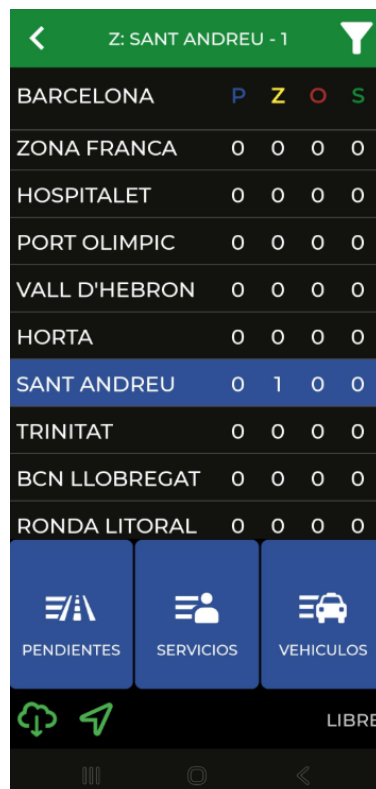 Z: SANT ANDREU - 1
BARCELONA P Z O S
ZONA FRANCA 0 0 0 0
HOSPITALET 0 0 0 0
PORT OLIMPIC 0 0 0 0
VALL D'HEBRON 0 0 0 0
HORTA 0 0 0 0
SANT ANDREU 0 1 0 0
TRINITAT 0 0 0 0
BCN LLOBREGAT 0 0 0 0
RONDA LITORAL 0 0 0 0
PENDIENTES SERVICIOS VEHICULOS
LIBRE